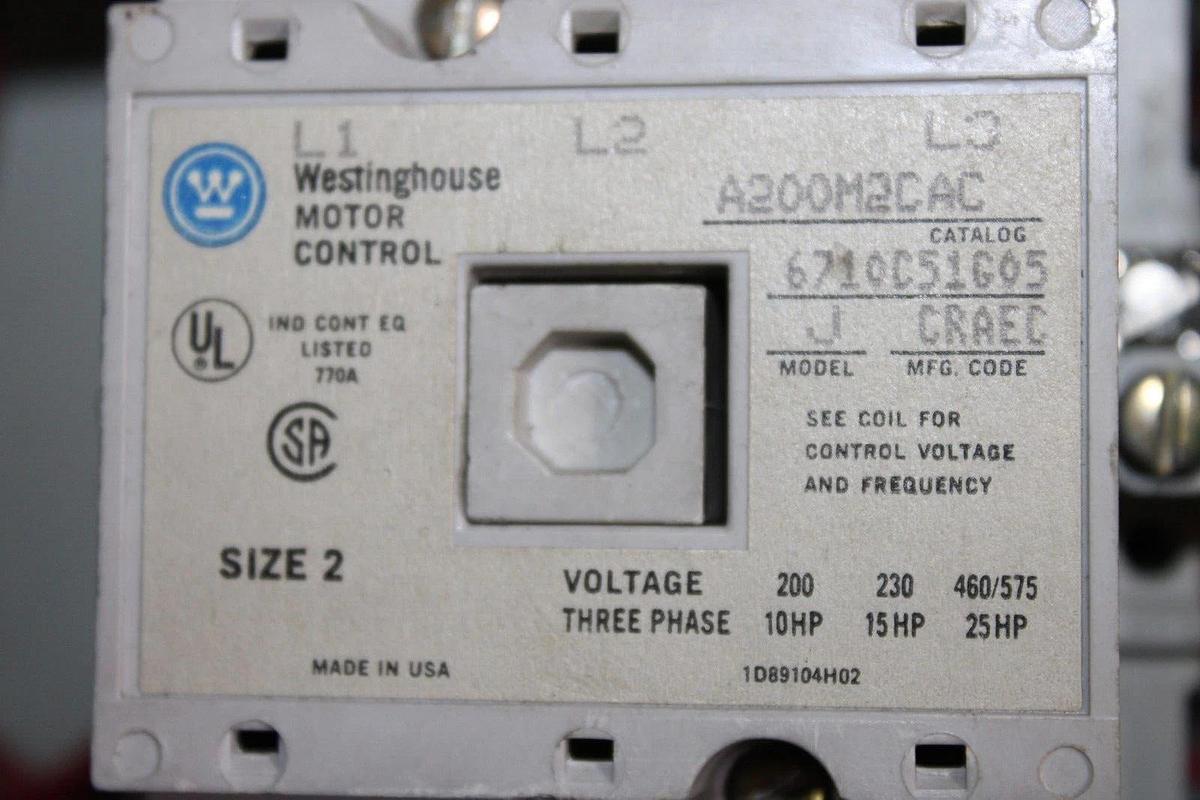 L1 L2 L3
Westinghouse
MOTOR
CONTROL
A200M2CAC
CATALOG
6710C51G05
J CRAEC
MODEL MFG. CODE
UL
IND CONT EQ
LISTED
770A
SA
SEE COIL FOR
CONTROL VOLTAGE
AND FREQUENCY
SIZE 2
VOLTAGE 200 230 460/575
THREE PHASE 10HP 15HP 25HP
MADE IN USA
1D89104H02